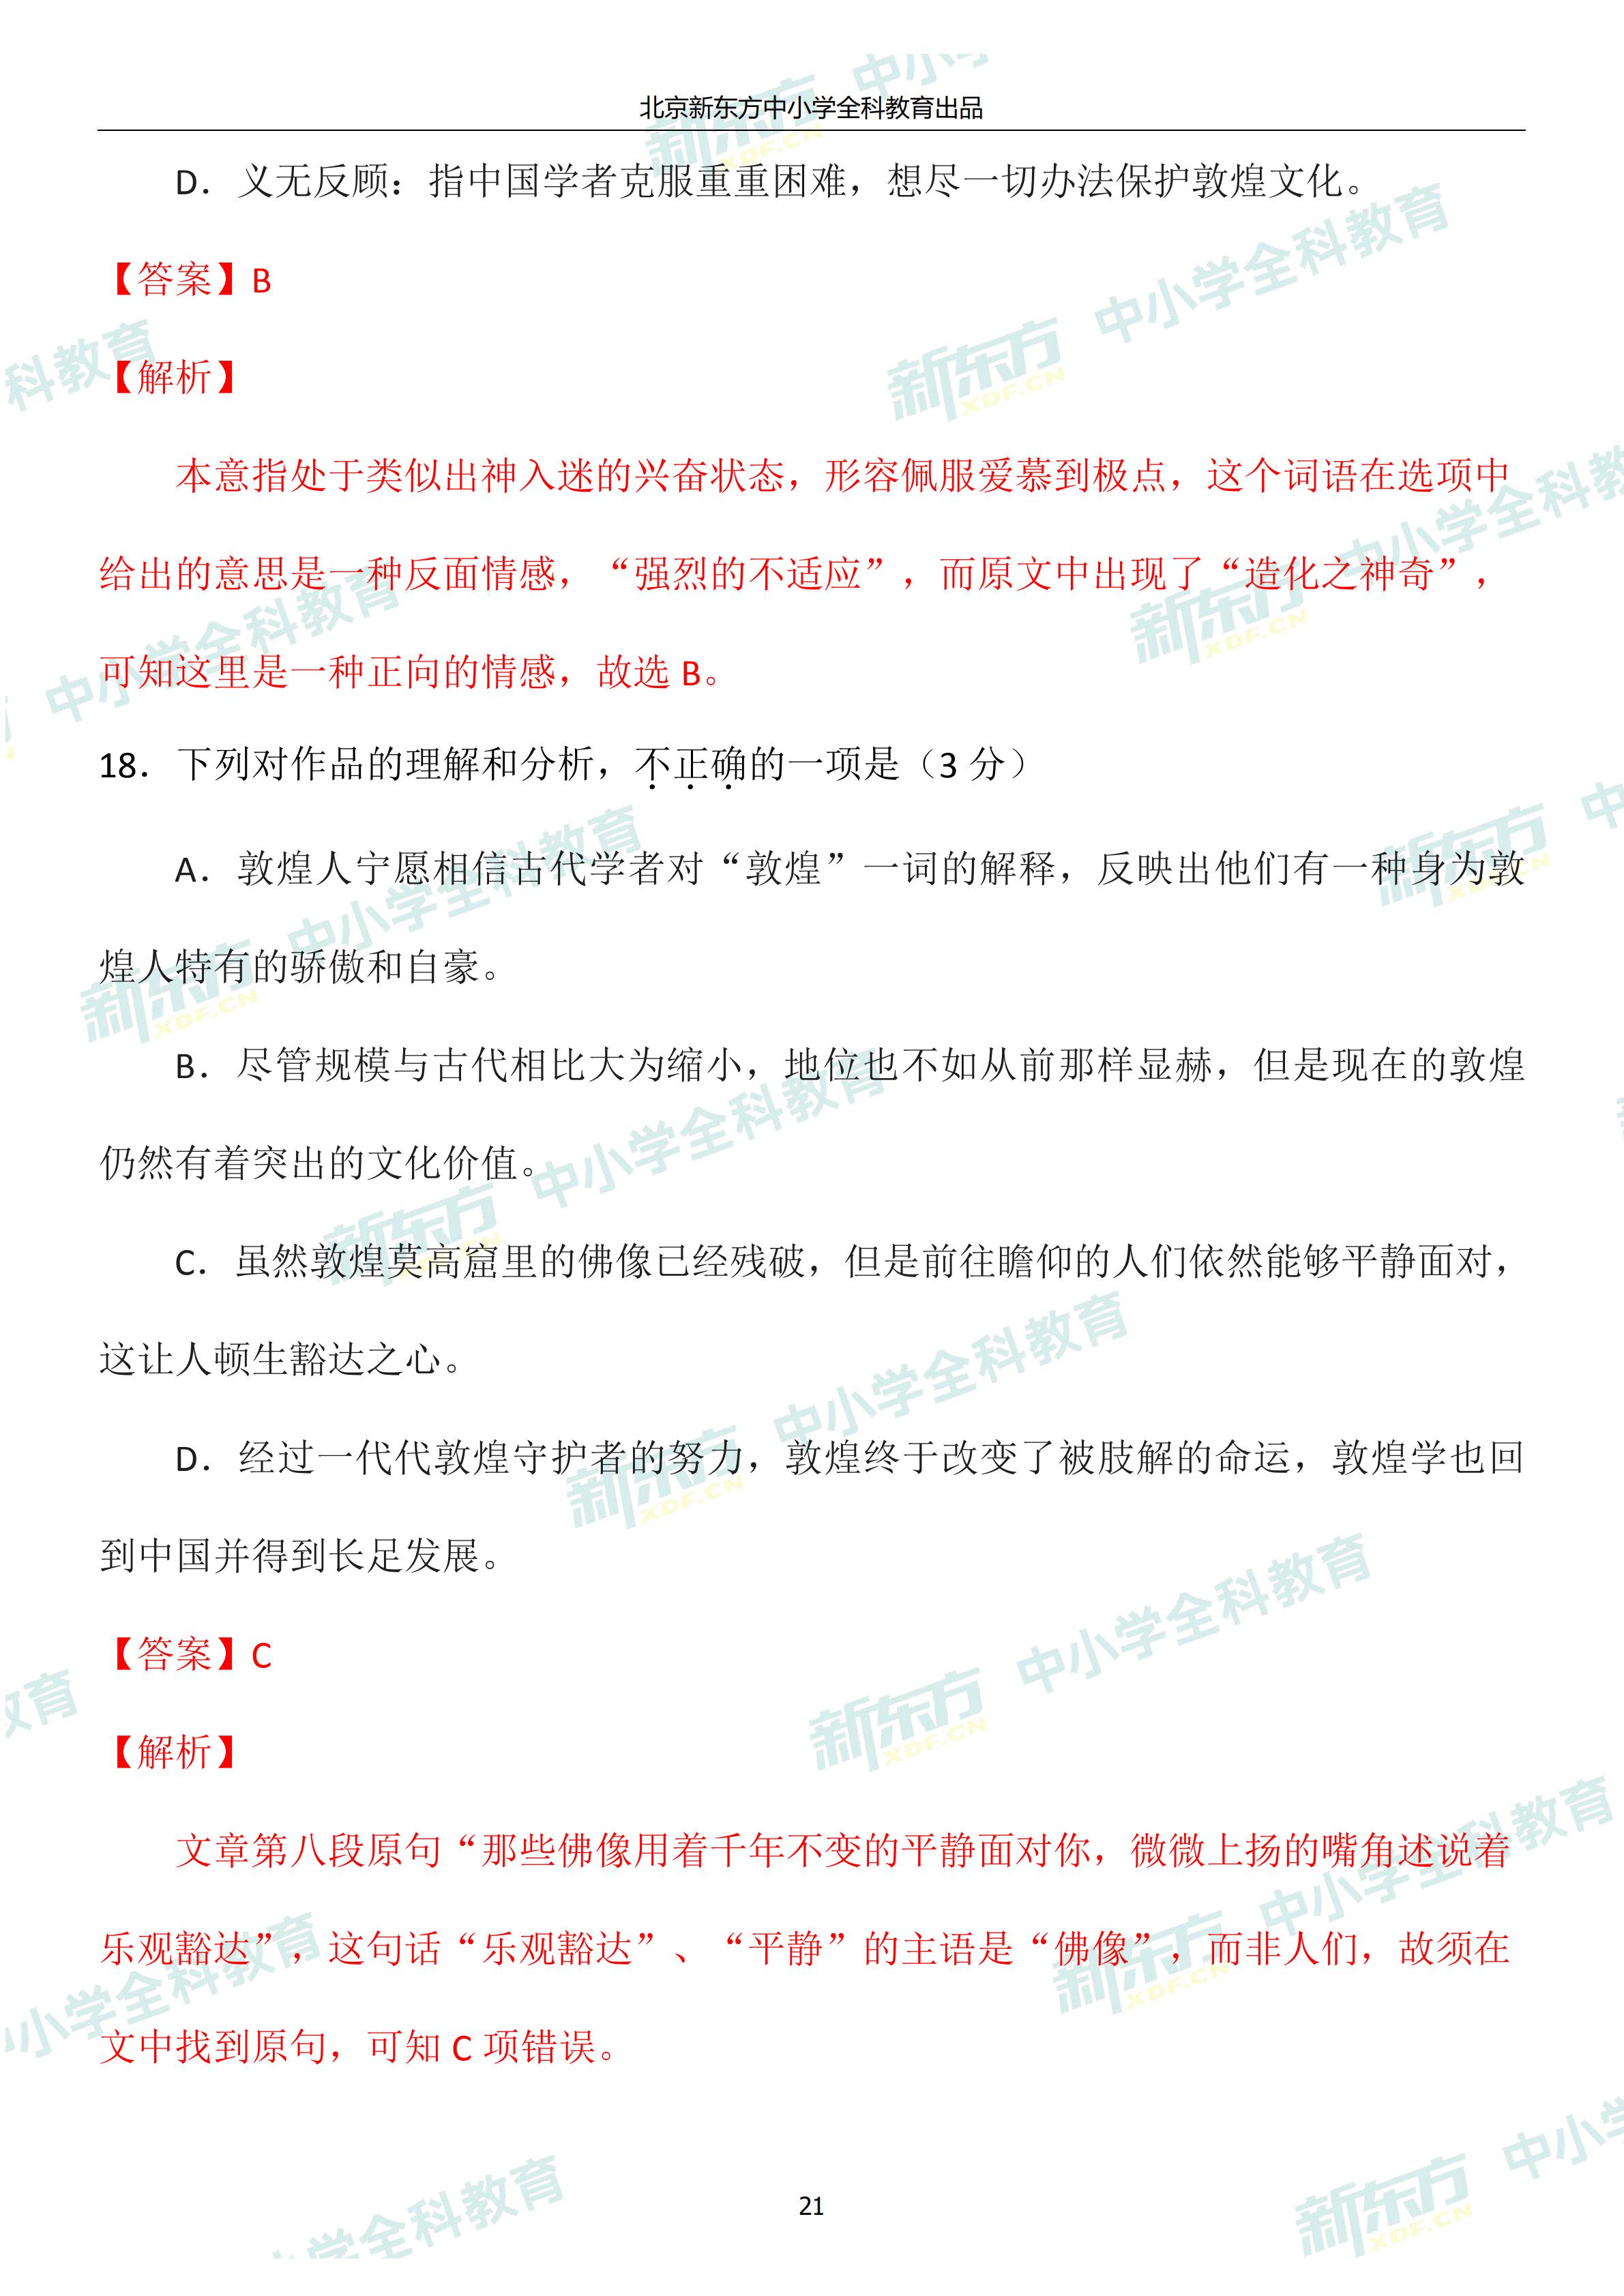 北京新东方中小学全科教育出品
D．义无反顾：指中国学者克服重重困难，想尽一切办法保护敦煌文化。
【答案】B
【解析】
本意指处于类似出神入迷的兴奋状态，形容佩服爱慕到极点，这个词语在选项中
给出的意思是一种反面情感，“强烈的不适应”，而原文中出现了“造化之神奇”，
可知这里是一种正向的情感，故选 B。
18．下列对作品的理解和分析，不正确的一项是（3 分）
A．敦煌人宁愿相信古代学者对“敦煌”一词的解释，反映出他们有一种身为敦
煌人特有的骄傲和自豪。
B．尽管规模与古代相比大为缩小，地位也不如从前那样显赫，但是现在的敦煌
仍然有着突出的文化价值。
C．虽然敦煌莫高窟里的佛像已经残破，但是前往瞻仰的人们依然能够平静面对，
这让人顿生豁达之心。
D．经过一代代敦煌守护者的努力，敦煌终于改变了被肢解的命运，敦煌学也回
到中国并得到长足发展。
【答案】C
【解析】
文章第八段原句“那些佛像用着千年不变的平静面对你，微微上扬的嘴角述说着
乐观豁达”，这句话“乐观豁达”、“平静”的主语是“佛像”，而非人们，故须在
文中找到原句，可知 C 项错误。
21
新东方 XDF.CN 中小学全科教育